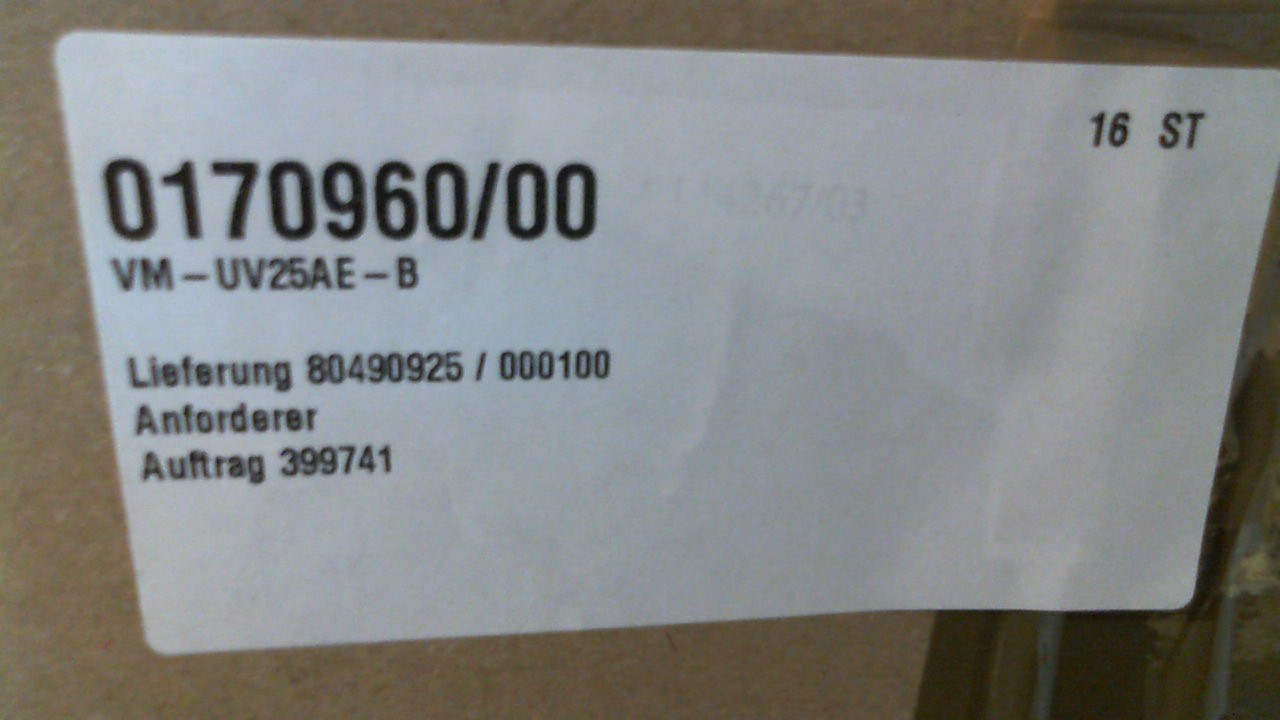 16 ST
0170960/00
VM-UV25AE-B
Lieferung 80490925 / 000100
Anforderer
Auftrag 399741